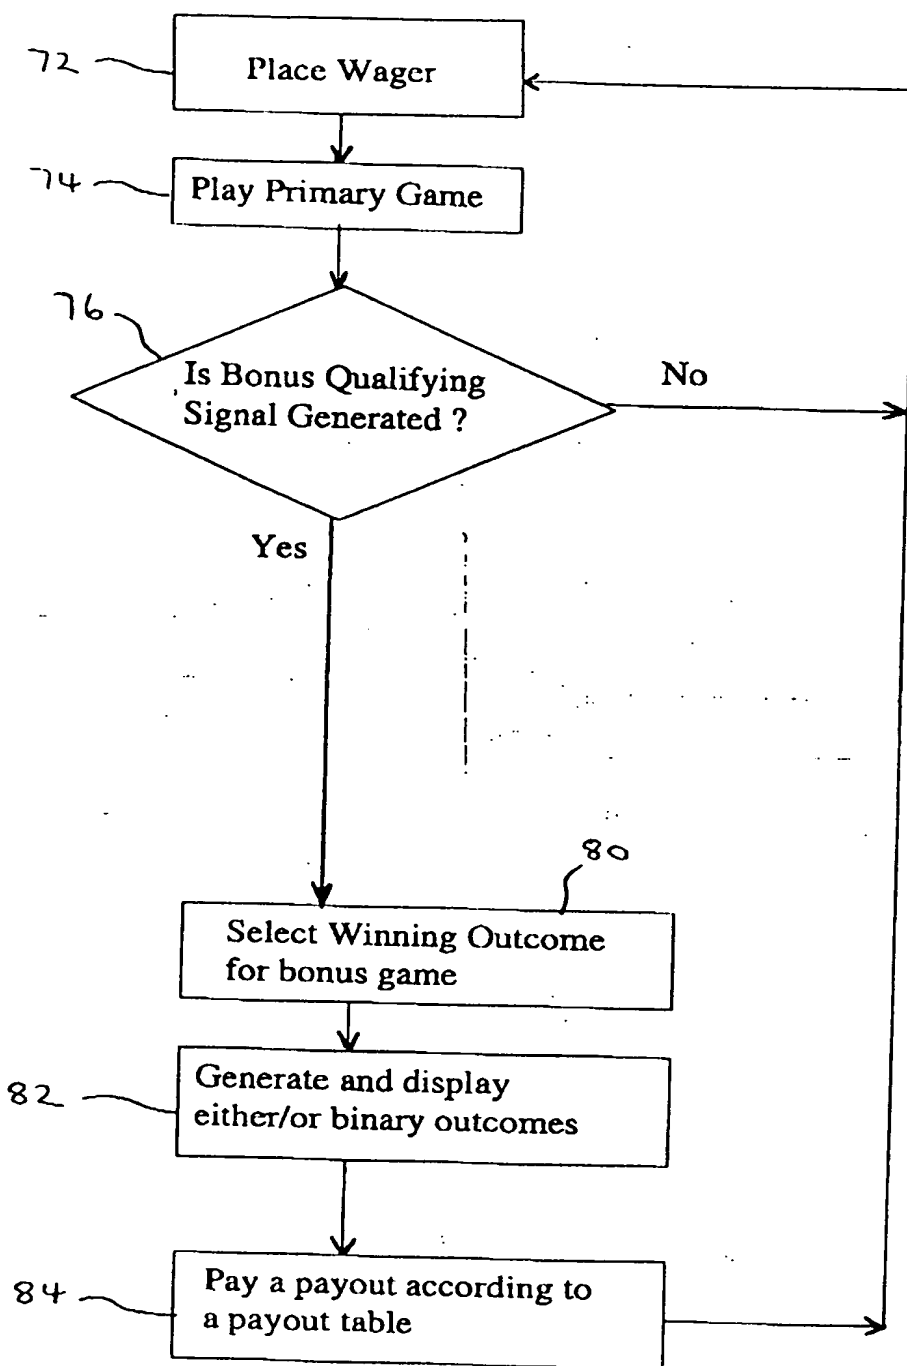 72
Place Wager
74
Play Primary Game
76
Is Bonus Qualifying
Signal Generated ?
No
Yes
80
Select Winning Outcome
for bonus game
82
Generate and display
either/or binary outcomes
84
Pay a payout according to
a payout table